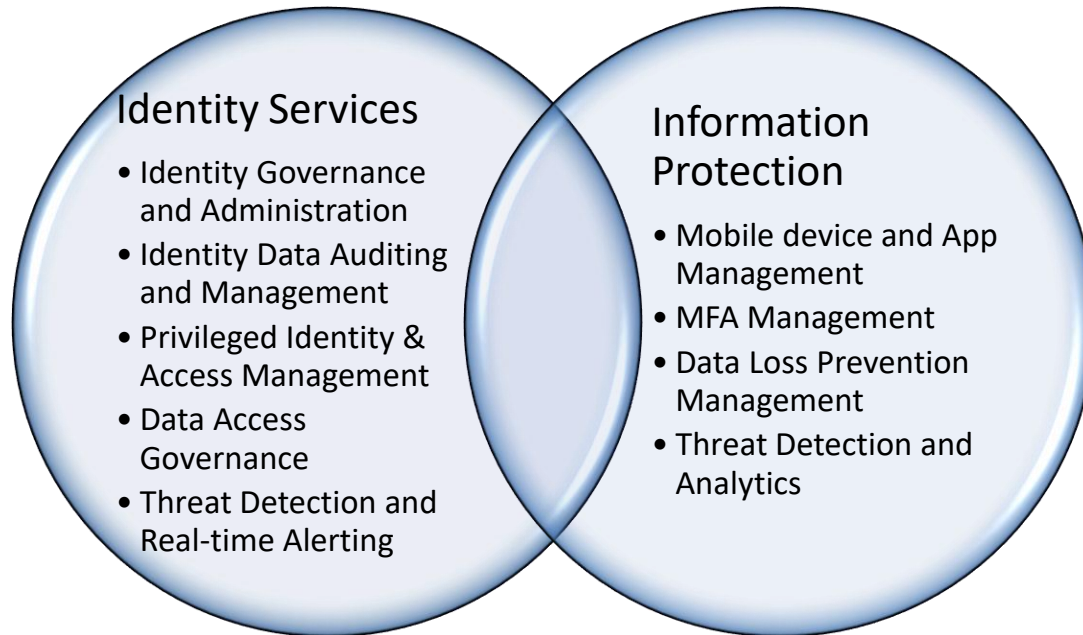 Identity Services
• Identity Governance
and Administration
• Identity Data Auditing
and Management
• Privileged Identity &
Access Management
• Data Access
Governance
• Threat Detection and
Real-time Alerting
Information
Protection
• Mobile device and App
Management
• MFA Management
• Data Loss Prevention
Management
• Threat Detection and
Analytics